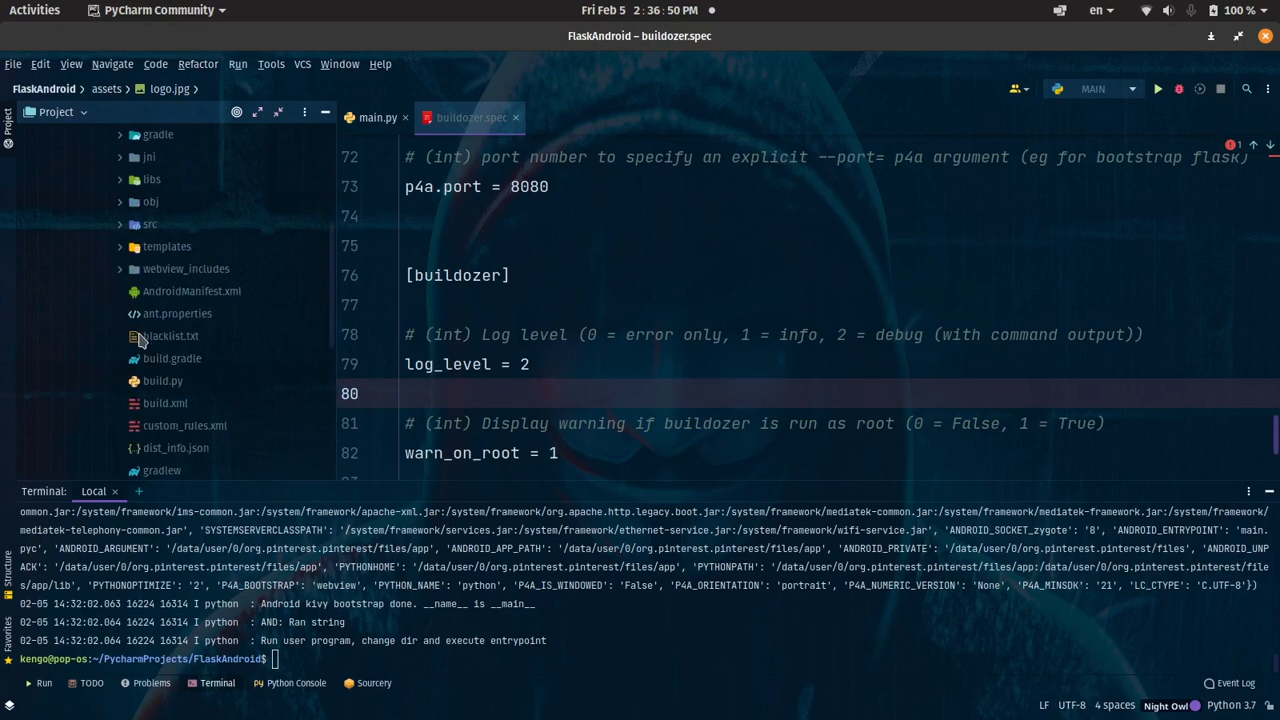 Activities
PyCharm Community
Fri Feb 5 2:36:50 PM
en
100 %
FlaskAndroid – buildozer.spec
File Edit View Navigate Code Refactor Run Tools VCS Window Help
FlaskAndroid assets logo.jpg
MAIN
Project
main.py
buildozer.spec
Project
gradle
jni
libs
obj
src
templates
webview_includes
AndroidManifest.xml
ant.properties
blacklist.txt
build.gradle
build.py
build.xml
custom_rules.xml
dist_info.json
gradlew
1
72 # (int) port number to specify an explicit --port= p4a argument (eg for bootstrap flask)
73 p4a.port = 8080
74
75
76 [buildozer]
77
78 # (int) Log level (0 = error only, 1 = info, 2 = debug (with command output))
79 log_level = 2
80
81 # (int) Display warning if buildozer is run as root (0 = False, 1 = True)
82 warn_on_root = 1
Terminal: Local
ommon.jar:/system/framework/ims-common.jar:/system/framework/apache-xml.jar:/system/framework/org.apache.http.legacy.boot.jar:/system/framework/mediatek-common.jar:/system/framework/mediatek-framework.jar:/system/framework/
mediatek-telephony-common.jar', 'SYSTEMSERVERCLASSPATH': '/system/framework/services.jar:/system/framework/ethernet-service.jar:/system/framework/wifi-service.jar', 'ANDROID_SOCKET_zygote': '8', 'ANDROID_ENTRYPOINT': 'main.
pyc', 'ANDROID_ARGUMENT': '/data/user/0/org.pinterest.pinterest/files/app', 'ANDROID_APP_PATH': '/data/user/0/org.pinterest.pinterest/files/app', 'ANDROID_PRIVATE': '/data/user/0/org.pinterest.pinterest/files', 'ANDROID_UNP
ACK': '/data/user/0/org.pinterest.pinterest/files/app', 'PYTHONHOME': '/data/user/0/org.pinterest.pinterest/files/app', 'PYTHONPATH': '/data/user/0/org.pinterest.pinterest/files/app:/data/user/0/org.pinterest.pinterest/file
s/app/lib', 'PYTHONOPTIMIZE': '2', 'P4A_BOOTSTRAP': 'webview', 'PYTHON_NAME': 'python', 'P4A_IS_WINDOWED': 'False', 'P4A_ORIENTATION': 'portrait', 'P4A_NUMERIC_VERSION': 'None', 'P4A_MINSDK': '21', 'LC_CTYPE': 'C.UTF-8'})
02-05 14:32:02.063 16224 16314 I python : Android kivy bootstrap done. __name__ is __main__
02-05 14:32:02.063 16224 16314 I python : AND: Ran string
02-05 14:32:02.063 16224 16314 I python : Run user program, change dir and execute entrypoint
kengo@pop-os:~/PycharmProjects/FlaskAndroid$
Structure
Favorites
Run TODO Problems Terminal Python Console Sourcery
Event Log
LF UTF-8 4 spaces Night Owl Python 3.7